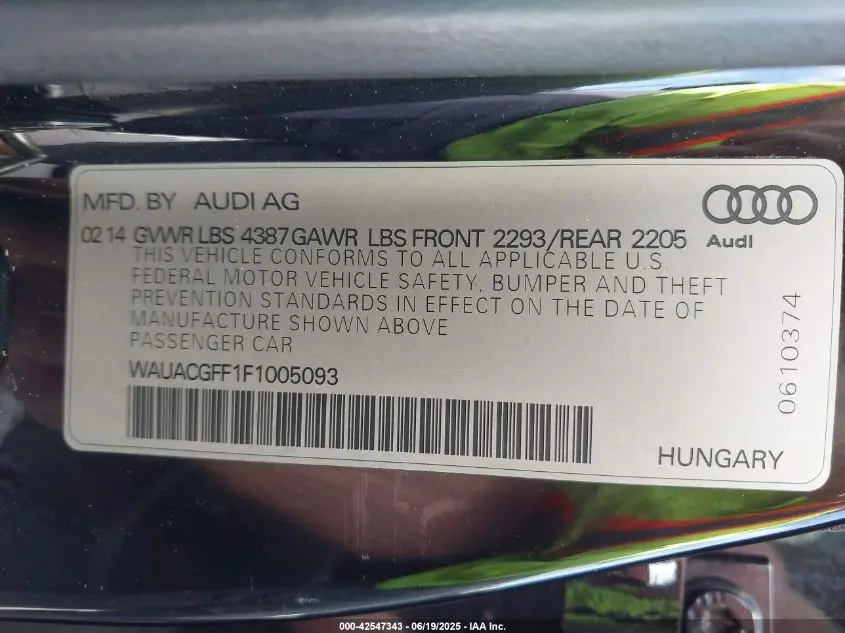 MFD. BY AUDI AG
02 14 GVWR LBS 4387 GAWR LBS FRONT 2293/REAR 2205
Audi
THIS VEHICLE CONFORMS TO ALL APPLICABLE U.S
FEDERAL MOTOR VEHICLE SAFETY, BUMPER AND THEFT
PREVENTION STANDARDS IN EFFECT ON THE DATE OF
MANUFACTURE SHOWN ABOVE
PASSENGER CAR
WAUACGFF1F1005093
0610374
HUNGARY
000-42547343 - 06/19/2025 - IAA Inc.